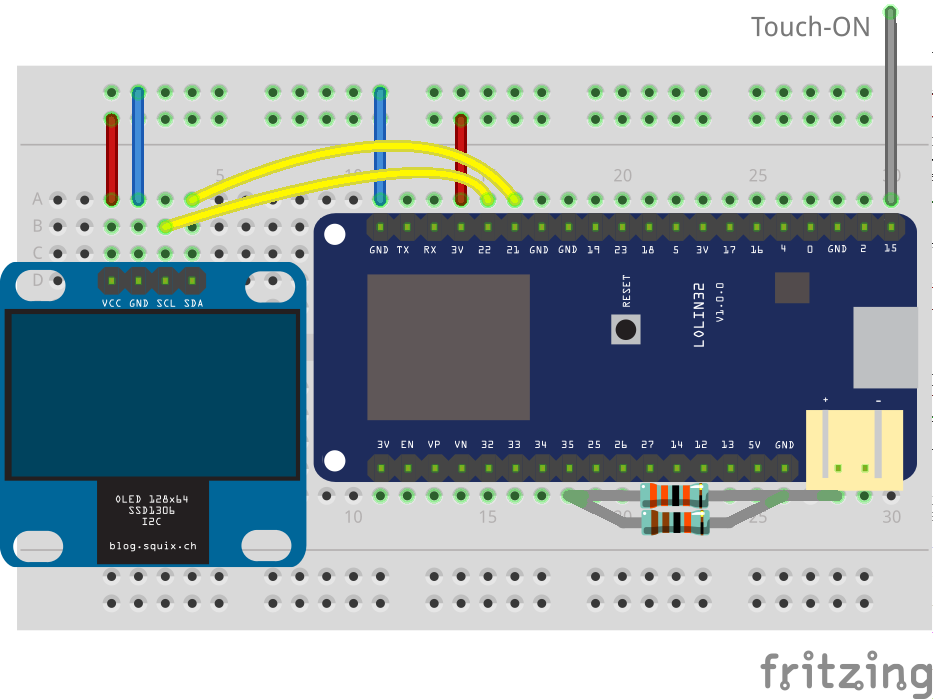 Touch-ON
5 10 20 25 30
A
B
C
D
GND TX RX 3V 22 21 GND GND 19 23 18 5 3V 17 16 4 0 GND 2 15
VCC GND SCL SDA
RESET
LOLIN32
V1.0.0
+ -
3V EN VP VN 32 33 34 35 25 26 27 14 12 13 5V GND
OLED 128x64
SSD1306
I2C
blog.squix.ch
10 15 20 25 30
fritzing